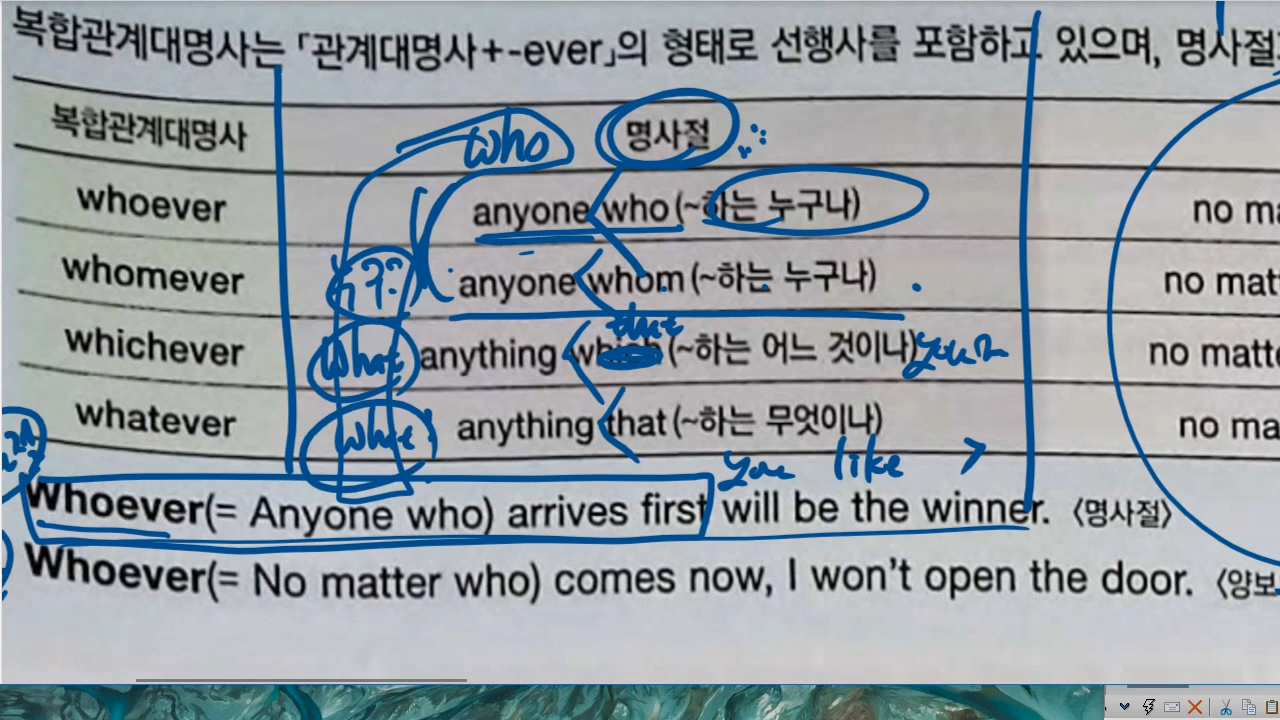 복합관계대명사는 「관계대명사+-ever」의 형태로 선행사를 포함하고 있으며, 명사절
복합관계대명사 who 명사절
whoever anyone who (~하는 누구나) no ma
whomever anyone whom (~하는 누구나) no matt
that
whichever what anything which (~하는 어느 것이나) no matte
whatever what anything that (~하는 무엇이나) no ma
you like
Whoever(= Anyone who) arrives first will be the winner. 〈명사절〉
Whoever(= No matter who) comes now, I won't open the door. 〈양보